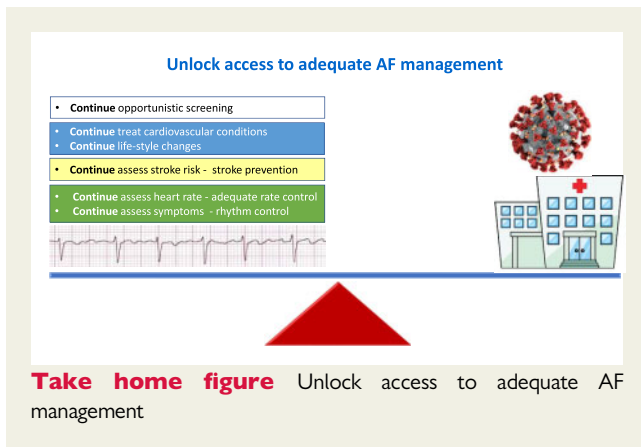 Unlock access to adequate AF management
• Continue opportunistic screening
• Continue treat cardiovascular conditions
• Continue life-style changes
• Continue assess stroke risk - stroke prevention
• Continue assess heart rate - adequate rate control
• Continue assess symptoms - rhythm control
Take home figure Unlock access to adequate AF
management